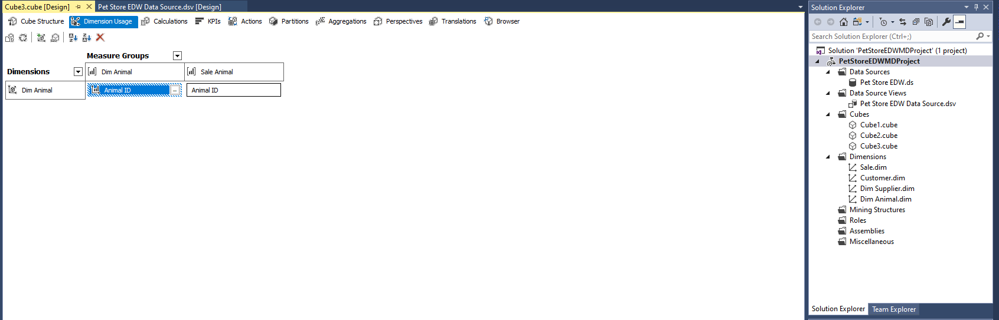 Cube3.cube [Design]
Pet Store EDW Data Source.dsv [Design]
Cube Structure
Dimension Usage
Calculations
KPIs
Actions
Partitions
Aggregations
Perspectives
Translations
Browser
Measure Groups
Dimensions
Dim Animal
Sale Animal
Dim Animal
Animal ID
...
Animal ID
Solution Explorer
Search Solution Explorer (Ctrl+;)
Solution 'PetStoreEDWMDProject' (1 project)
PetStoreEDWMDProject
Data Sources
Pet Store EDW.ds
Data Source Views
Pet Store EDW Data Source.dsv
Cubes
Cube1.cube
Cube2.cube
Cube3.cube
Dimensions
Sale.dim
Customer.dim
Dim Supplier.dim
Dim Animal.dim
Mining Structures
Roles
Assemblies
Miscellaneous
Solution Explorer
Team Explorer